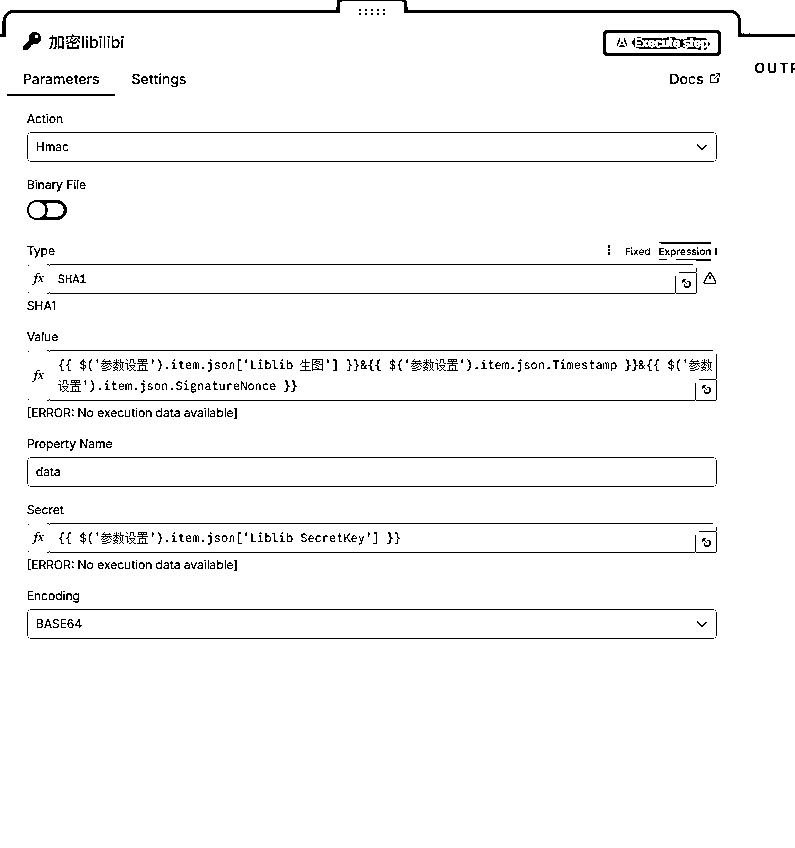 加密libilibi
Execute step
OUTP
Parameters
Settings
Docs
Action
Hmac
Binary File
Type
Fixed
Expression
fx
SHA1
SHA1
Value
fx
{{ $('参数设置').item.json['Liblib 生图'] }}&{{ $('参数设置').item.json.Timestamp }}&{{ $('参数
设置').item.json.SignatureNonce }}
[ERROR: No execution data available]
Property Name
data
Secret
fx
{{ $('参数设置').item.json['Liblib SecretKey'] }}
[ERROR: No execution data available]
Encoding
BASE64